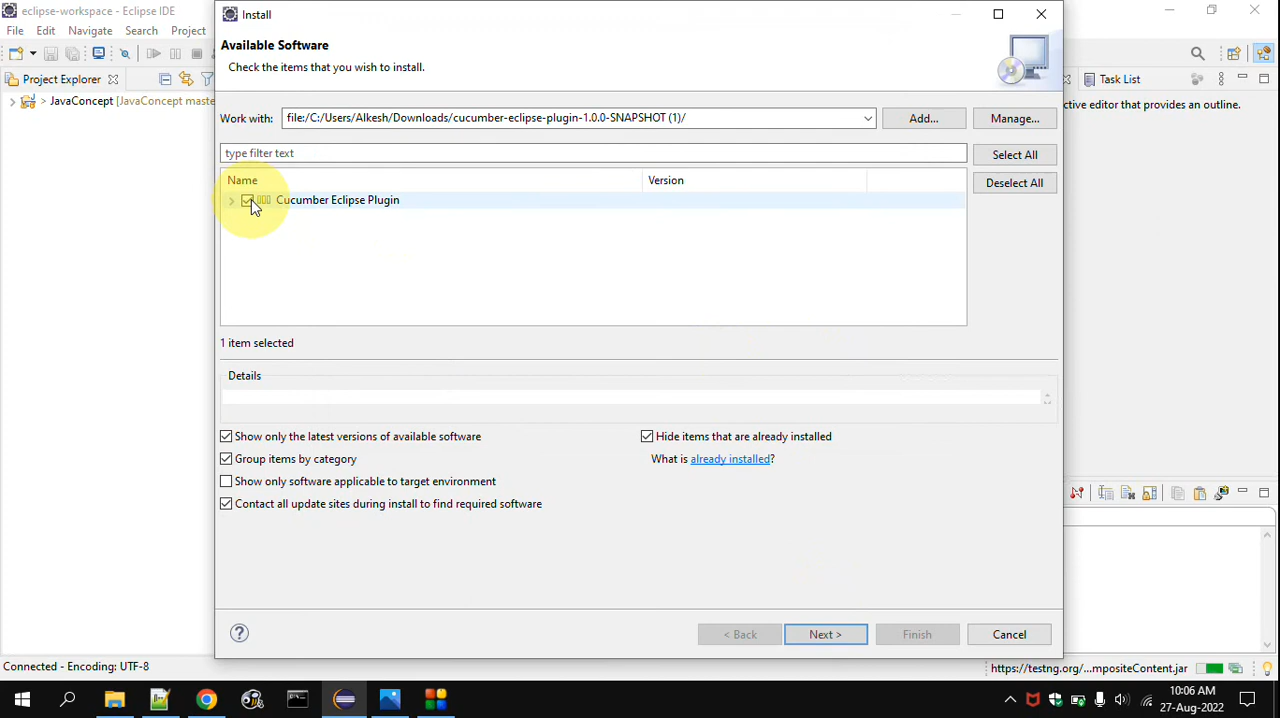 eclipse-workspace - Eclipse IDE
File Edit Navigate Search Project
Project Explorer
> JavaConcept [JavaConcept maste
Install
Available Software
Check the items that you wish to install.
Work with: file:/C:/Users/Alkesh/Downloads/cucumber-eclipse-plugin-1.0.0-SNAPSHOT (1)/
Add...
Manage...
type filter text
Select All
Deselect All
Name Version
Cucumber Eclipse Plugin
1 item selected
Details
Show only the latest versions of available software
Hide items that are already installed
Group items by category
What is already installed?
Show only software applicable to target environment
Contact all update sites during install to find required software
< Back Next > Finish Cancel
Task List
ctive editor that provides an outline.
Connected - Encoding: UTF-8
https://testng.org/...mpositeContent.jar
10:06 AM
27-Aug-2022